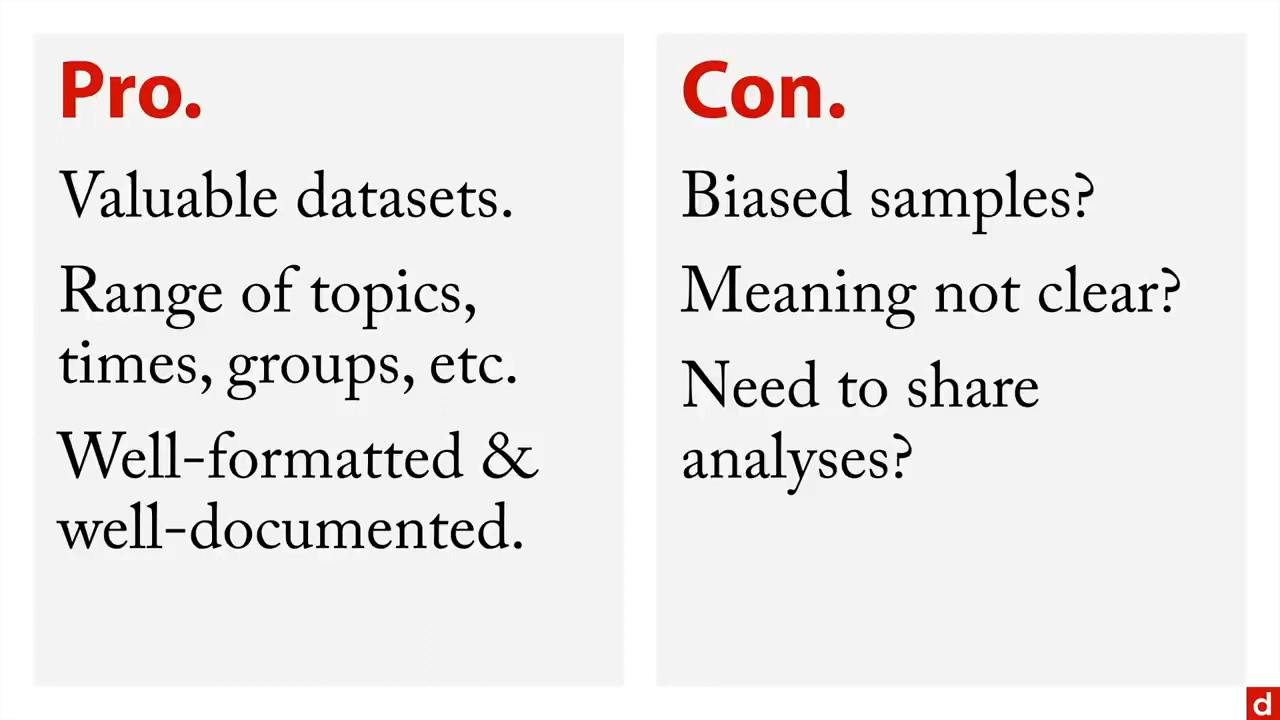 Pro.
Valuable datasets.
Range of topics,
times, groups, etc.
Well-formatted &
well-documented.
Con.
Biased samples?
Meaning not clear?
Need to share
analyses?
d